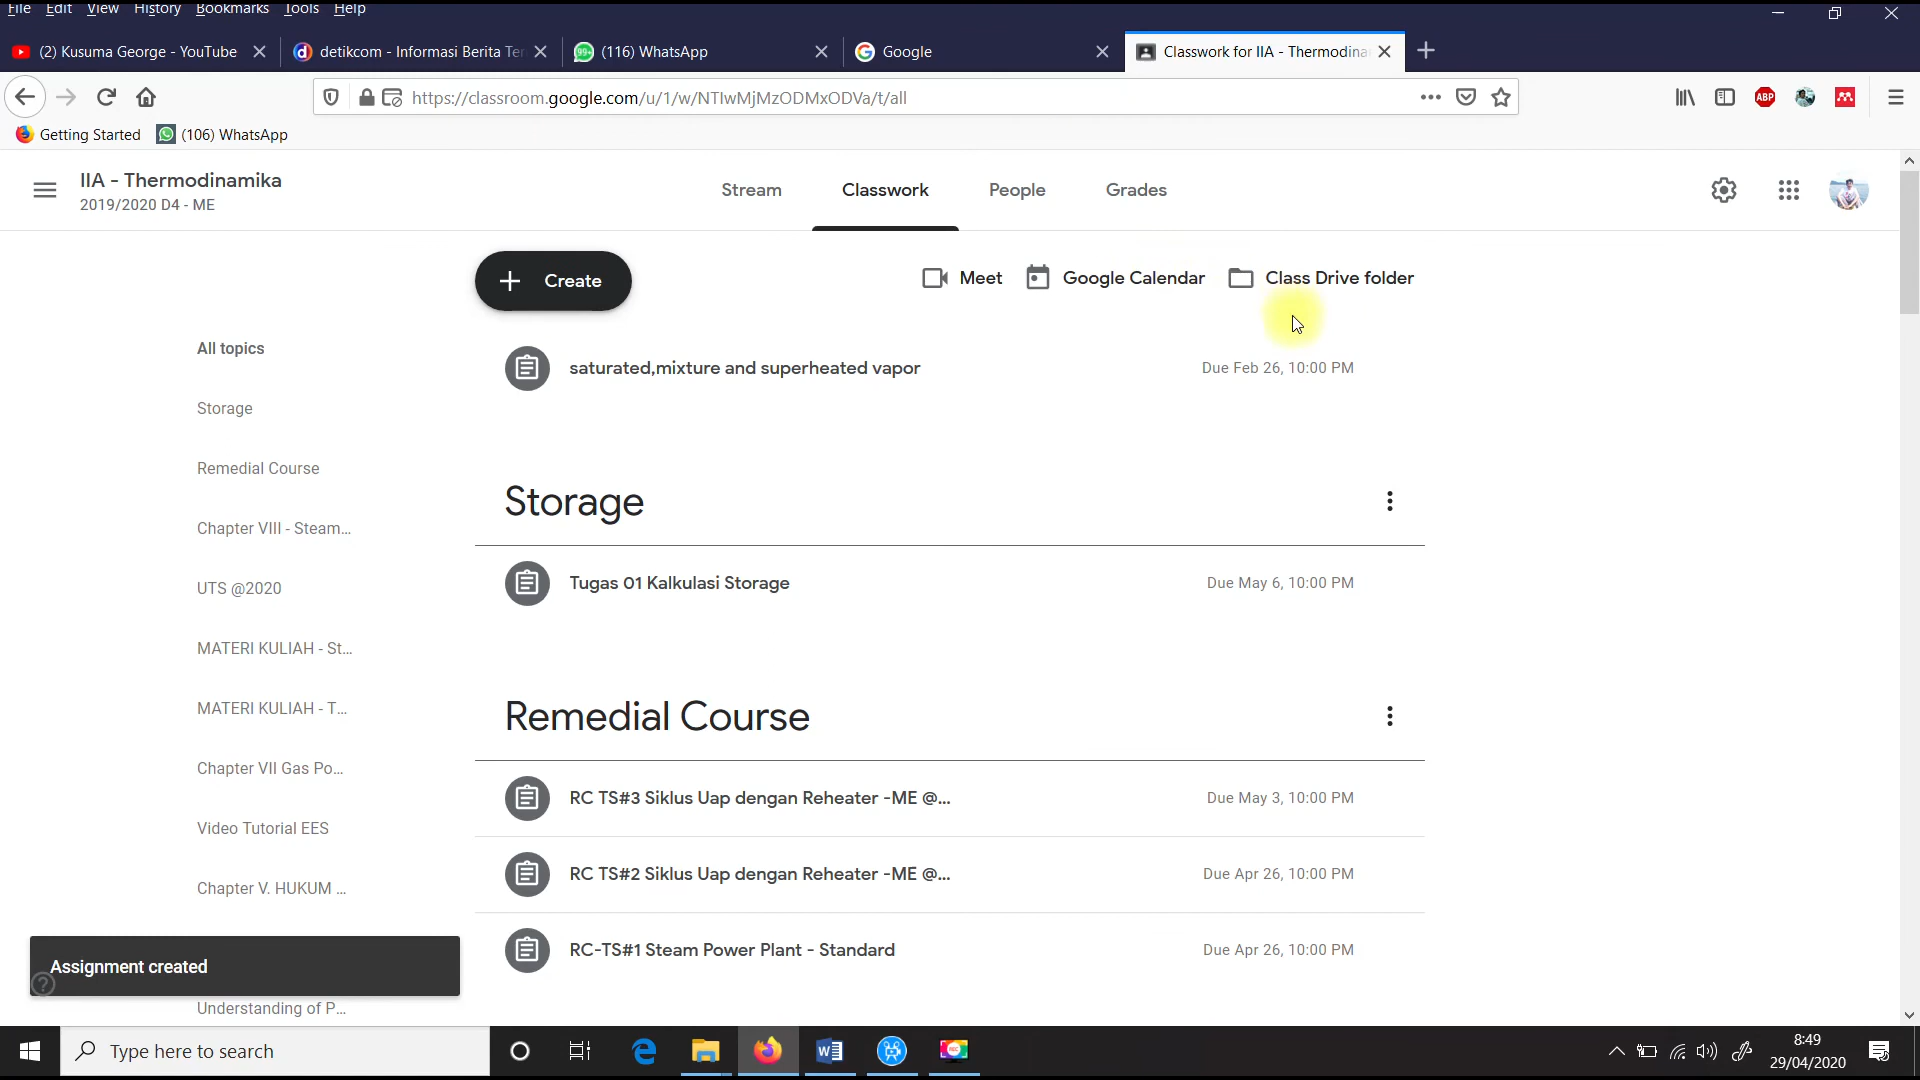 File Edit View History Bookmarks Tools Help
(2) Kusuma George - YouTube
detikcom - Informasi Berita Ter
(116) WhatsApp
Google
Classwork for IIA - Thermodina
https://classroom.google.com/u/1/w/NTIwMjMzODMxODVa/t/all
ABP
Getting Started
(106) WhatsApp
IIA - Thermodinamika
2019/2020 D4 - ME
Stream
Classwork
People
Grades
Create
Meet
Google Calendar
Class Drive folder
All topics
Storage
Remedial Course
Chapter VIII - Steam...
UTS @2020
MATERI KULIAH - St...
MATERI KULIAH - T...
Chapter VII Gas Po...
Video Tutorial EES
Chapter V. HUKUM ...
Understanding of P...
saturated,mixture and superheated vapor
Due Feb 26, 10:00 PM
Storage
Tugas 01 Kalkulasi Storage
Due May 6, 10:00 PM
Remedial Course
RC TS#3 Siklus Uap dengan Reheater -ME @...
Due May 3, 10:00 PM
RC TS#2 Siklus Uap dengan Reheater -ME @...
Due Apr 26, 10:00 PM
RC-TS#1 Steam Power Plant - Standard
Due Apr 26, 10:00 PM
Assignment created
Type here to search
8:49
29/04/2020